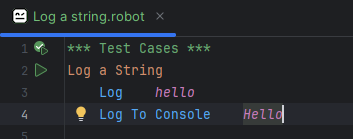 Log a string.robot
1 *** Test Cases ***
2 Log a String
3 Log hello
4 Log To Console Hello